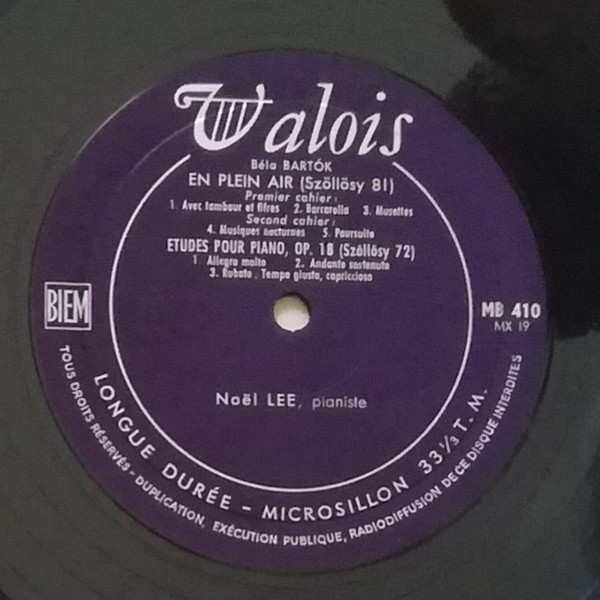 Valois
Béla BARTÓK
EN PLEIN AIR (Szöllösy 81)
Premier cahier :
1. Avec tambour et fifres 2. Barcarolla 3. Musettes
Second cahier :
4. Musiques nocturnes 5. Poursuite
ETUDES POUR PIANO, OP. 18 (Szöllösy 72)
1 Allegro molto 2. Andante sostenuto
3. Rubato, Tempo giusto, capriccioso
BIEM
MB 410
MX 19
Noël LEE, pianiste
LONGUE DURÉE - MICROSILLON 33 1/3 T. M.
TOUS DROITS RÉSERVÉS - DUPLICATION, EXÉCUTION PUBLIQUE, RADIODIFFUSION DE CE DISQUE INTERDITES